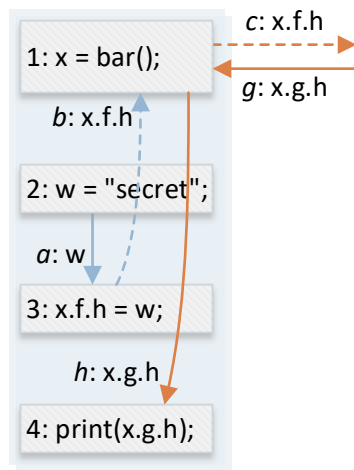 c: x.f.h
1: x = bar();
g: x.g.h
b: x.f.h
2: w = "secret";
a: w
3: x.f.h = w;
h: x.g.h
4: print(x.g.h);